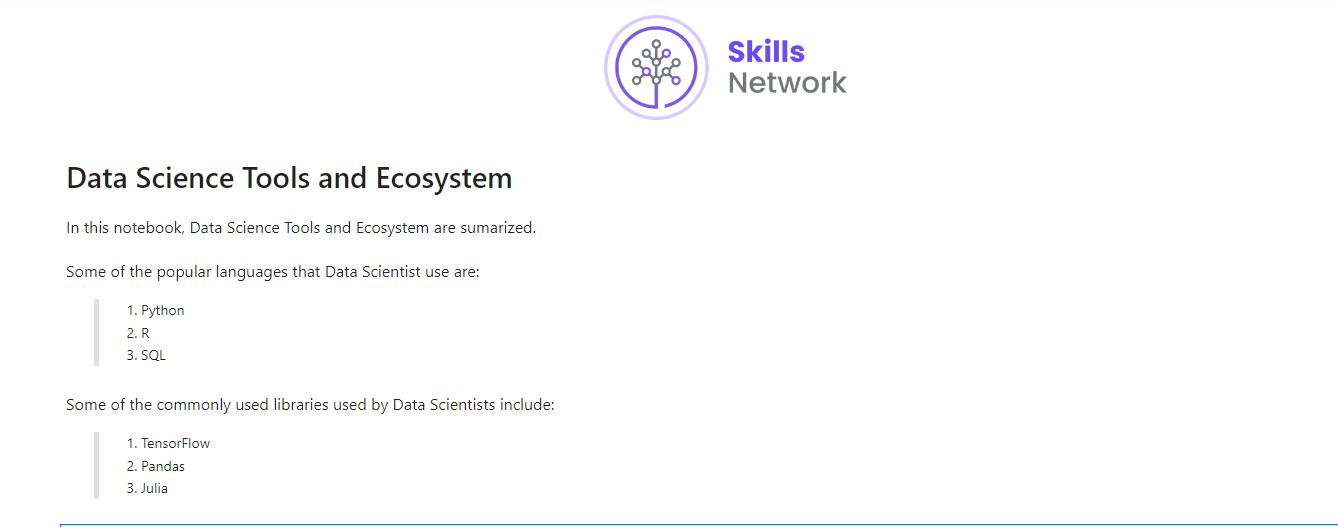 Skills
Network
Data Science Tools and Ecosystem
In this notebook, Data Science Tools and Ecosystem are sumarized.
Some of the popular languages that Data Scientist use are:
1. Python
2. R
3. SQL
Some of the commonly used libraries used by Data Scientists include:
1. TensorFlow
2. Pandas
3. Julia